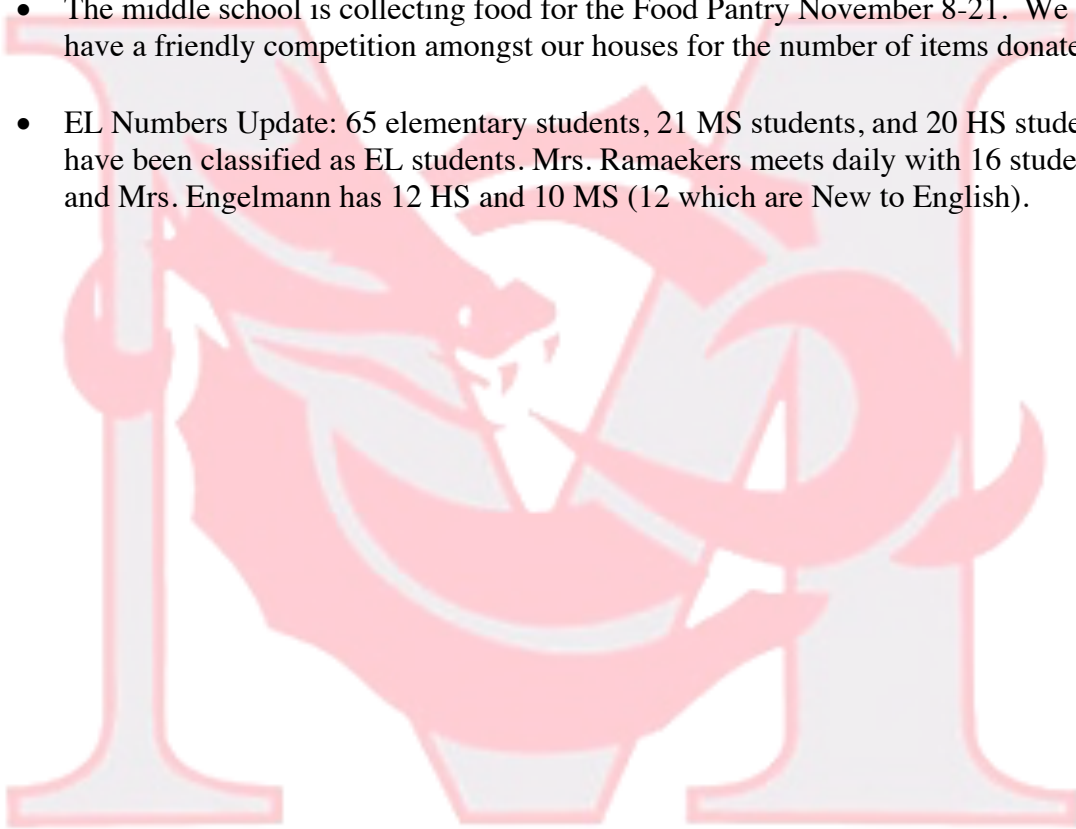 • The middle school is collecting food for the Food Pantry November 8-21. We
have a friendly competition amongst our houses for the number of items donate
• EL Numbers Update: 65 elementary students, 21 MS students, and 20 HS stude
have been classified as EL students. Mrs. Ramaekers meets daily with 16 stude
and Mrs. Engelmann has 12 HS and 10 MS (12 which are New to English).